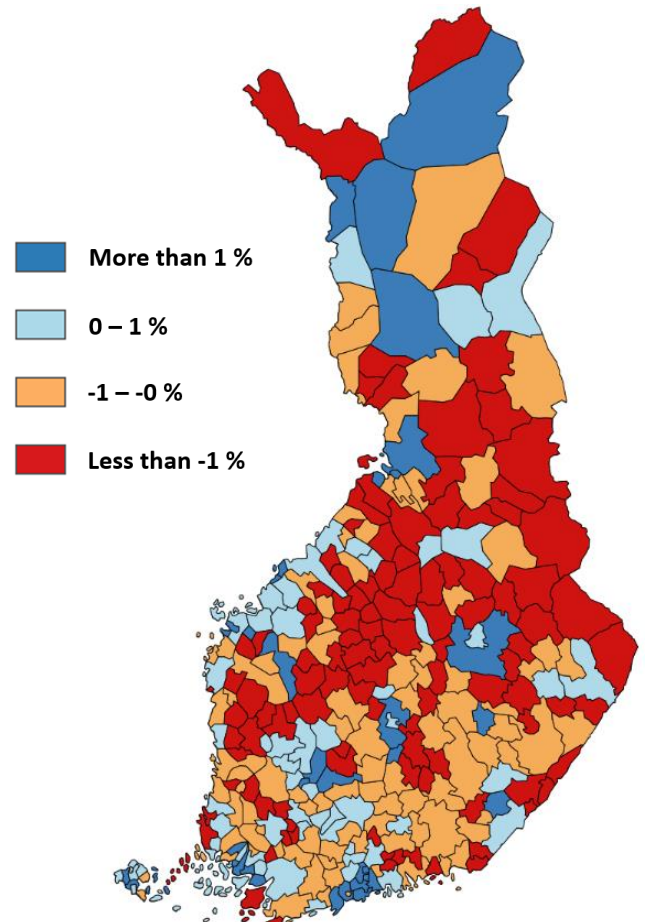 More than 1 %
0 – 1 %
-1 – -0 %
Less than -1 %